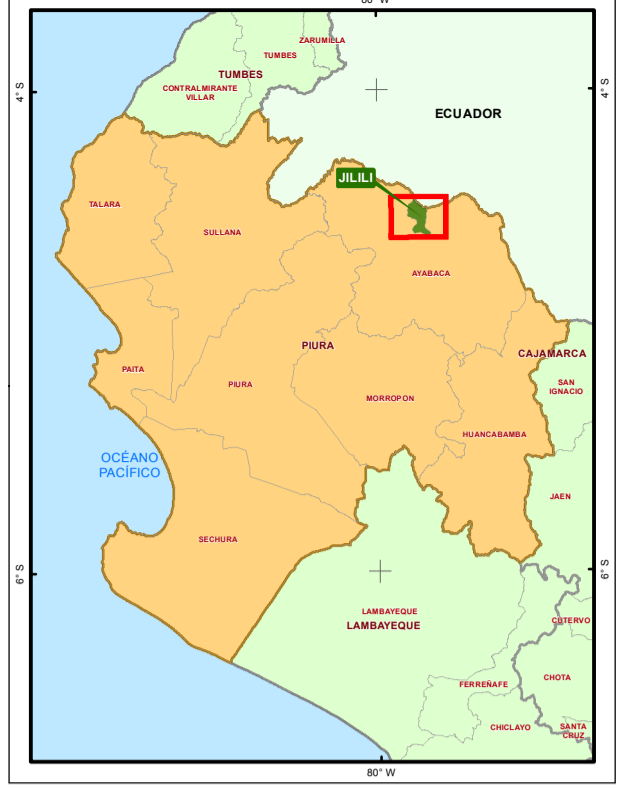 80° W
ZARUMILLA
TUMBES
TUMBES
CONTRALMIRANTE
VILLAR
4° S
4° S
ECUADOR
JILILI
TALARA
SULLANA
AYABACA
PIURA
CAJAMARCA
PAITA
PIURA
MORROPON
SAN
IGNACIO
HUANCABAMBA
OCÉANO
PACÍFICO
JAEN
SECHURA
6° S
6° S
LAMBAYEQUE
LAMBAYEQUE
CUTERVO
FERREÑAFE
CHOTA
CHICLAYO
SANTA
CRUZ
80° W